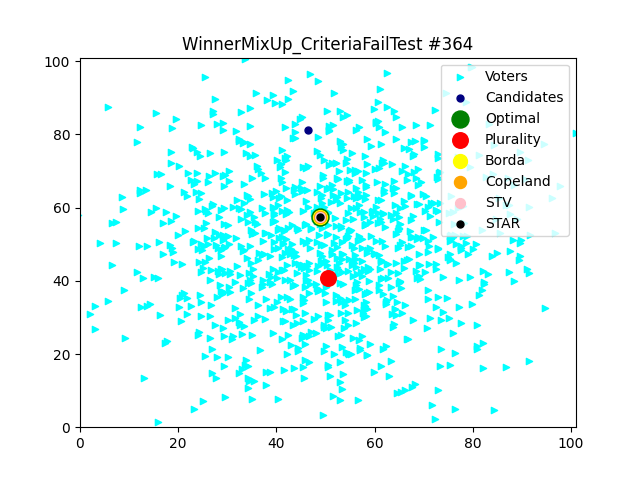 WinnerMixUp_CriteriaFailTest #364
100
80
60
40
20
0
0
20
40
60
80
100
Voters
Candidates
Optimal
Plurality
Borda
Copeland
STV
STAR